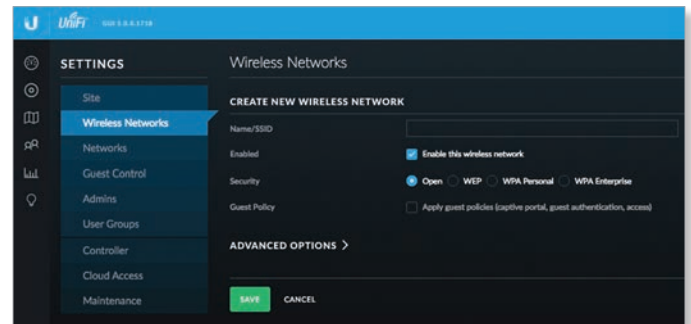 U UniFi
SETTINGS
Site
Wireless Networks
Networks
Guest Control
Admins
User Groups
Controller
Cloud Access
Maintenance
Wireless Networks
CREATE NEW WIRELESS NETWORK
Name/SSID
Enabled
Enable this wireless network
Security
Open WEP WPA Personal WPA Enterprise
Guest Policy
Apply guest policies (captive portal, guest authentication, access)
ADVANCED OPTIONS >
SAVE CANCEL